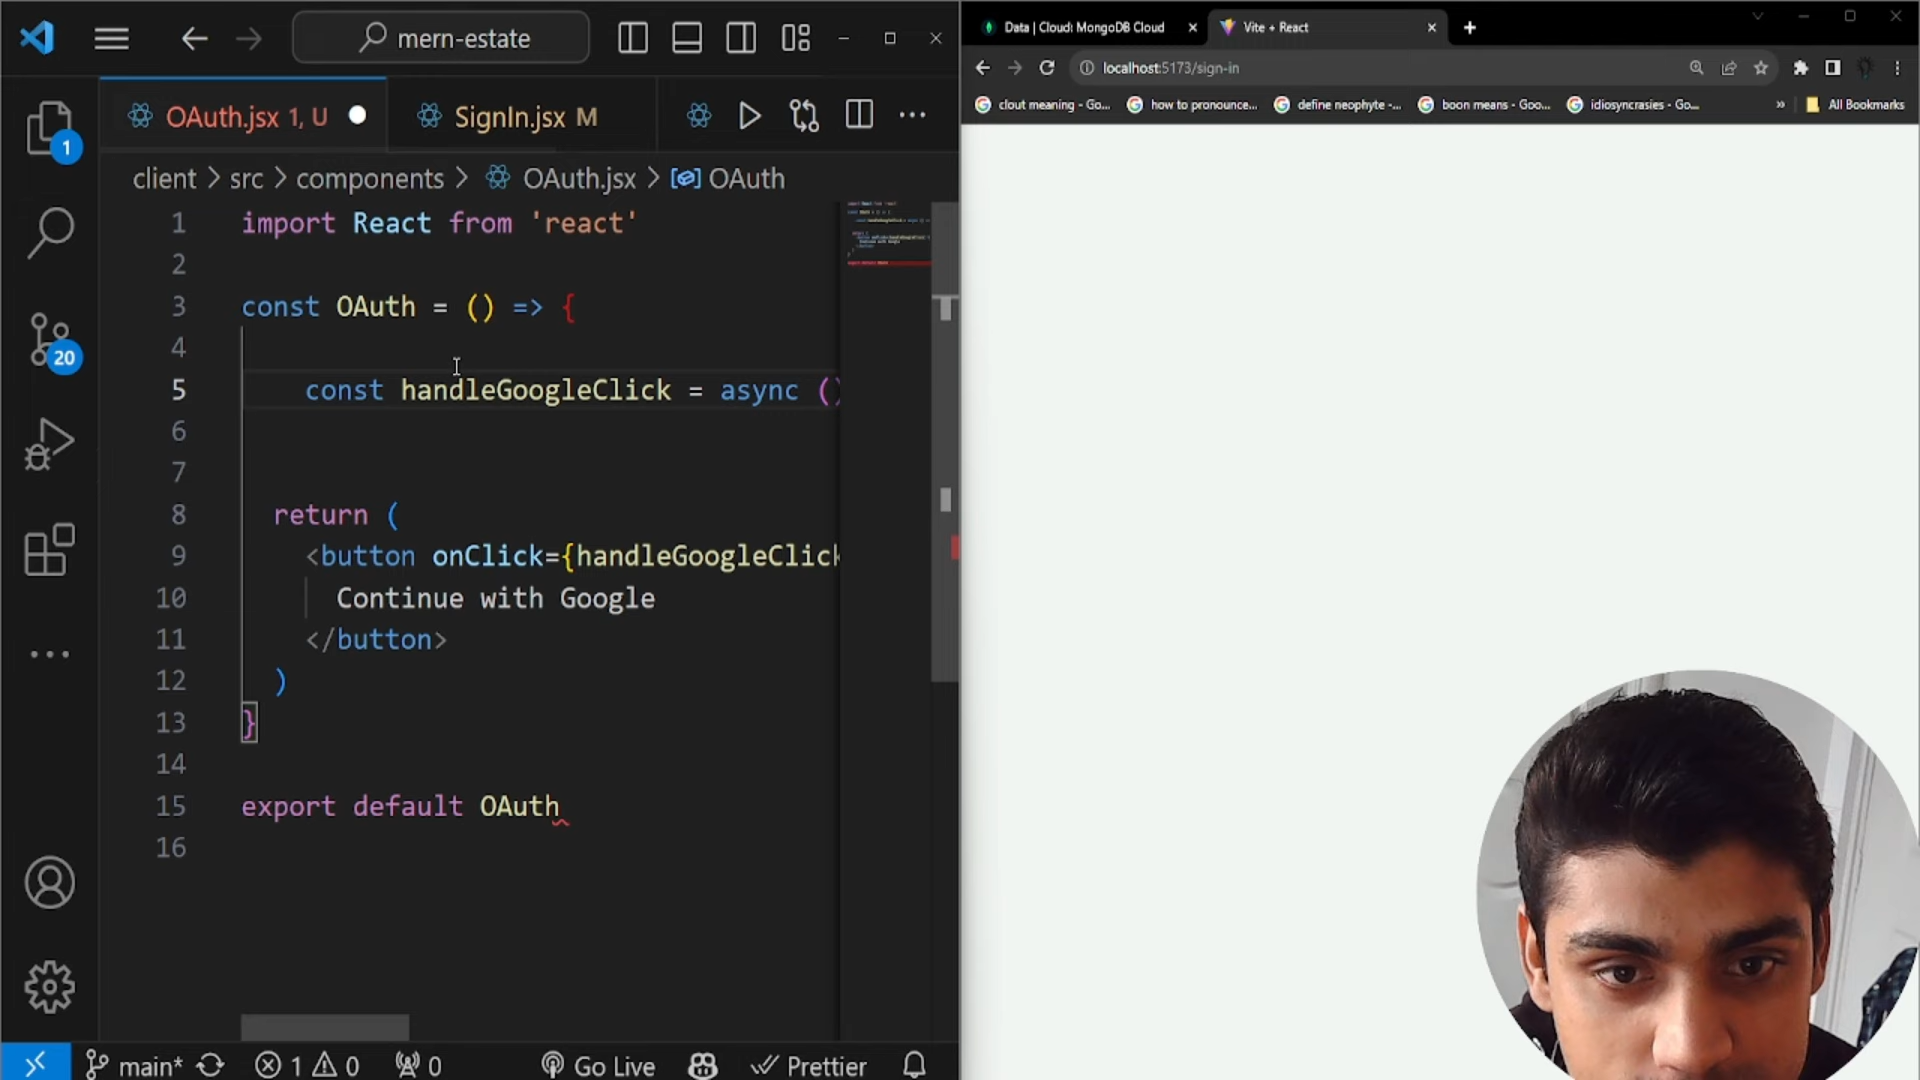 mern-estate
OAuth.jsx 1, U
SignIn.jsx M
client > src > components > OAuth.jsx > OAuth
1 import React from 'react'
2
3 const OAuth = () => {
4
5 const handleGoogleClick = async ()
6
7
8 return (
9 <button onClick={handleGoogleClick
10 Continue with Google
11 </button>
12 )
13 }
14
15 export default OAuth
16
1
20
main* 1 0 0 Go Live Prettier
Data | Cloud: MongoDB Cloud
Vite + React
localhost:5173/sign-in
clout meaning - Go...
how to pronounce...
define neophyte -...
boon means - Goo...
idiosyncrasies - Go...
» All Bookmarks